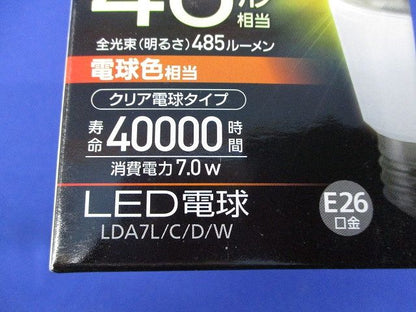 相当
全光束(明るさ)485ルーメン
電球色相当
クリア電球タイプ
寿命40000時間
消費電力7.0W
LED電球
LDA7L/C/D/W
E26
口金